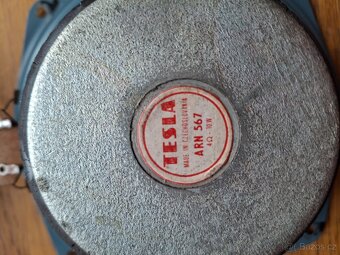 TESLA
MADE IN CZECHOSLOVAKIA
ARN 567
4Ω 10W